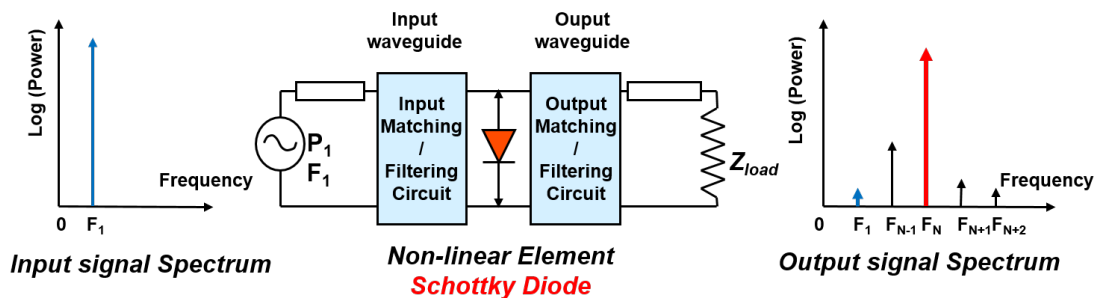 Log (Power)
Frequency
0
F1
Input signal Spectrum
Input
waveguide
Ouput
waveguide
P1
F1
Input
Matching
/
Filtering
Circuit
Output
Matching
/
Filtering
Circuit
Zload
Non-linear Element
Schottky Diode
Log (Power)
Frequency
0
F1
FN-1
FN
FN+1
FN+2
Output signal Spectrum